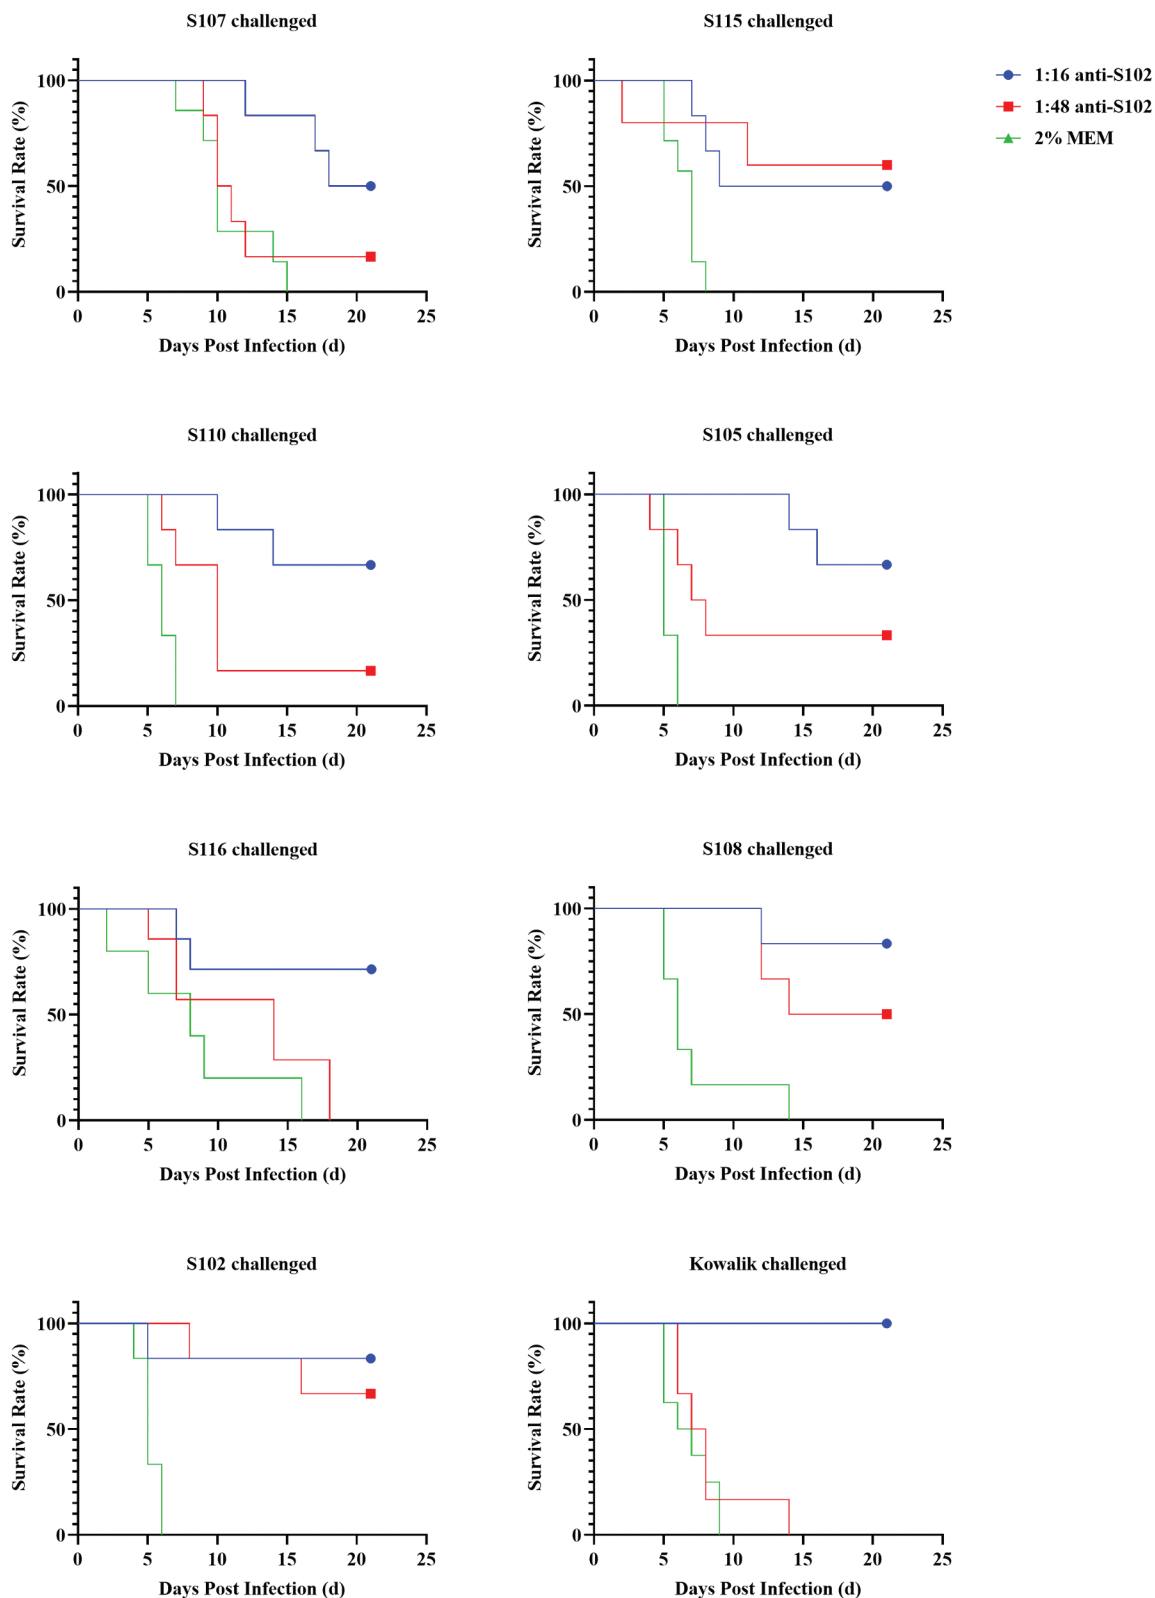 S107 challenged
Survival Rate (%)
100
50
0
0 5 10 15 20 25
Days Post Infection (d)
S115 challenged
Survival Rate (%)
100
50
0
0 5 10 15 20 25
Days Post Infection (d)
1:16 anti-S102
1:48 anti-S102
2% MEM
S110 challenged
Survival Rate (%)
100
50
0
0 5 10 15 20 25
Days Post Infection (d)
S105 challenged
Survival Rate (%)
100
50
0
0 5 10 15 20 25
Days Post Infection (d)
S116 challenged
Survival Rate (%)
100
50
0
0 5 10 15 20 25
Days Post Infection (d)
S108 challenged
Survival Rate (%)
100
50
0
0 5 10 15 20 25
Days Post Infection (d)
S102 challenged
Survival Rate (%)
100
50
0
0 5 10 15 20 25
Days Post Infection (d)
Kowalik challenged
Survival Rate (%)
100
50
0
0 5 10 15 20 25
Days Post Infection (d)